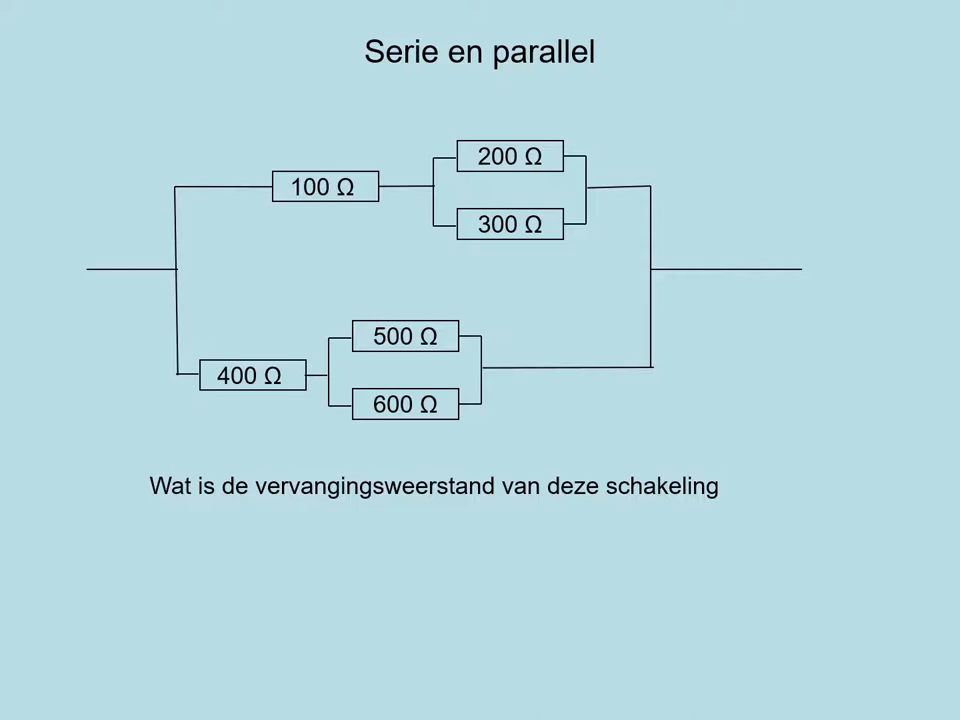 Serie en parallel
200 Ω
100 Ω
300 Ω
500 Ω
400 Ω
600 Ω
Wat is de vervangingsweerstand van deze schakeling